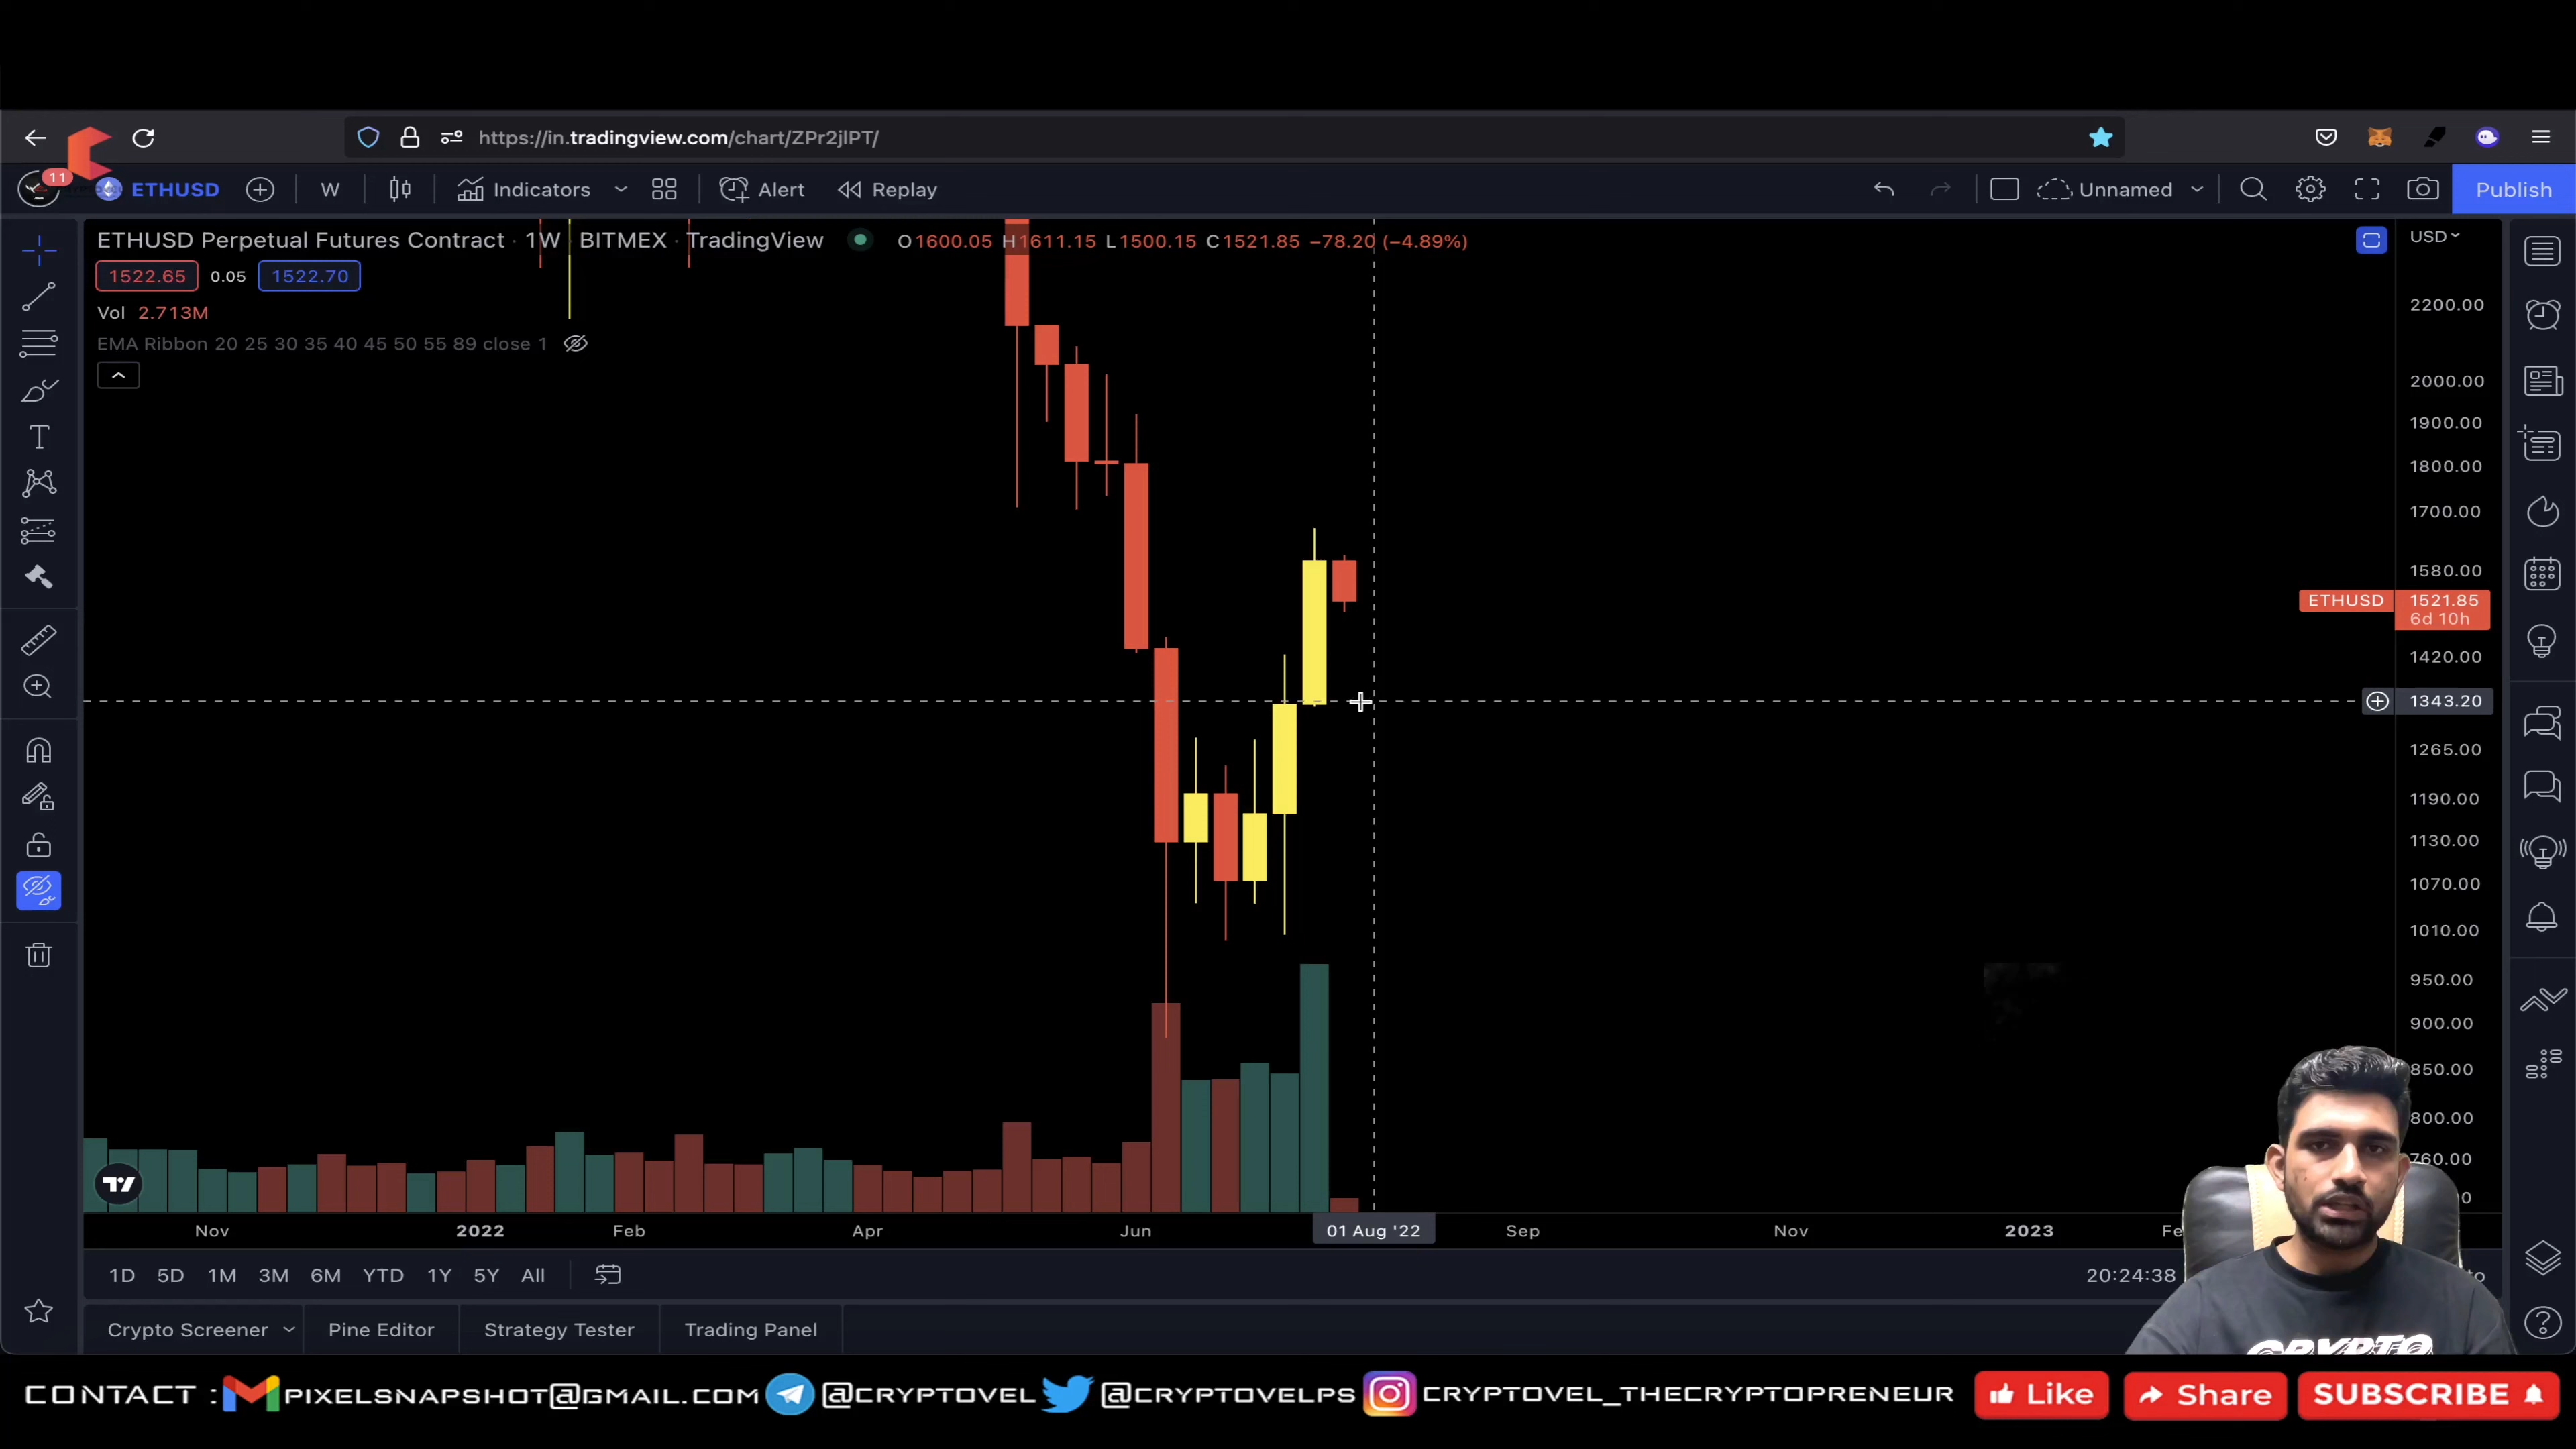 https://in.tradingview.com/chart/ZPr2jlPT/
11 ETHUSD W Indicators Alert Replay Unnamed Publish
ETHUSD Perpetual Futures Contract · 1W BITMEX · TradingView O1600.05 H1611.15 L1500.15 C1521.85 −78.20 (−4.89%) USD
1522.65 0.05 1522.70
Vol 2.713M
EMA Ribbon 20 25 30 35 40 45 50 55 89 close 1
2200.00
2000.00
1900.00
1800.00
1700.00
1580.00
ETHUSD 1521.85
6d 10h
1420.00
1343.20
1265.00
1190.00
1130.00
1070.00
1010.00
950.00
900.00
850.00
800.00
760.00
Nov 2022 Feb Apr Jun 01 Aug '22 Sep Nov 2023
1D 5D 1M 3M 6M YTD 1Y 5Y All 20:24:38
Crypto Screener Pine Editor Strategy Tester Trading Panel
CRYPTO
CONTACT : PIXELSNAPSHOT@GMAIL.COM @CRYPTOVEL @CRYPTOVELPS CRYPTOVEL_THECRYPTOPRENEUR Like Share SUBSCRIBE